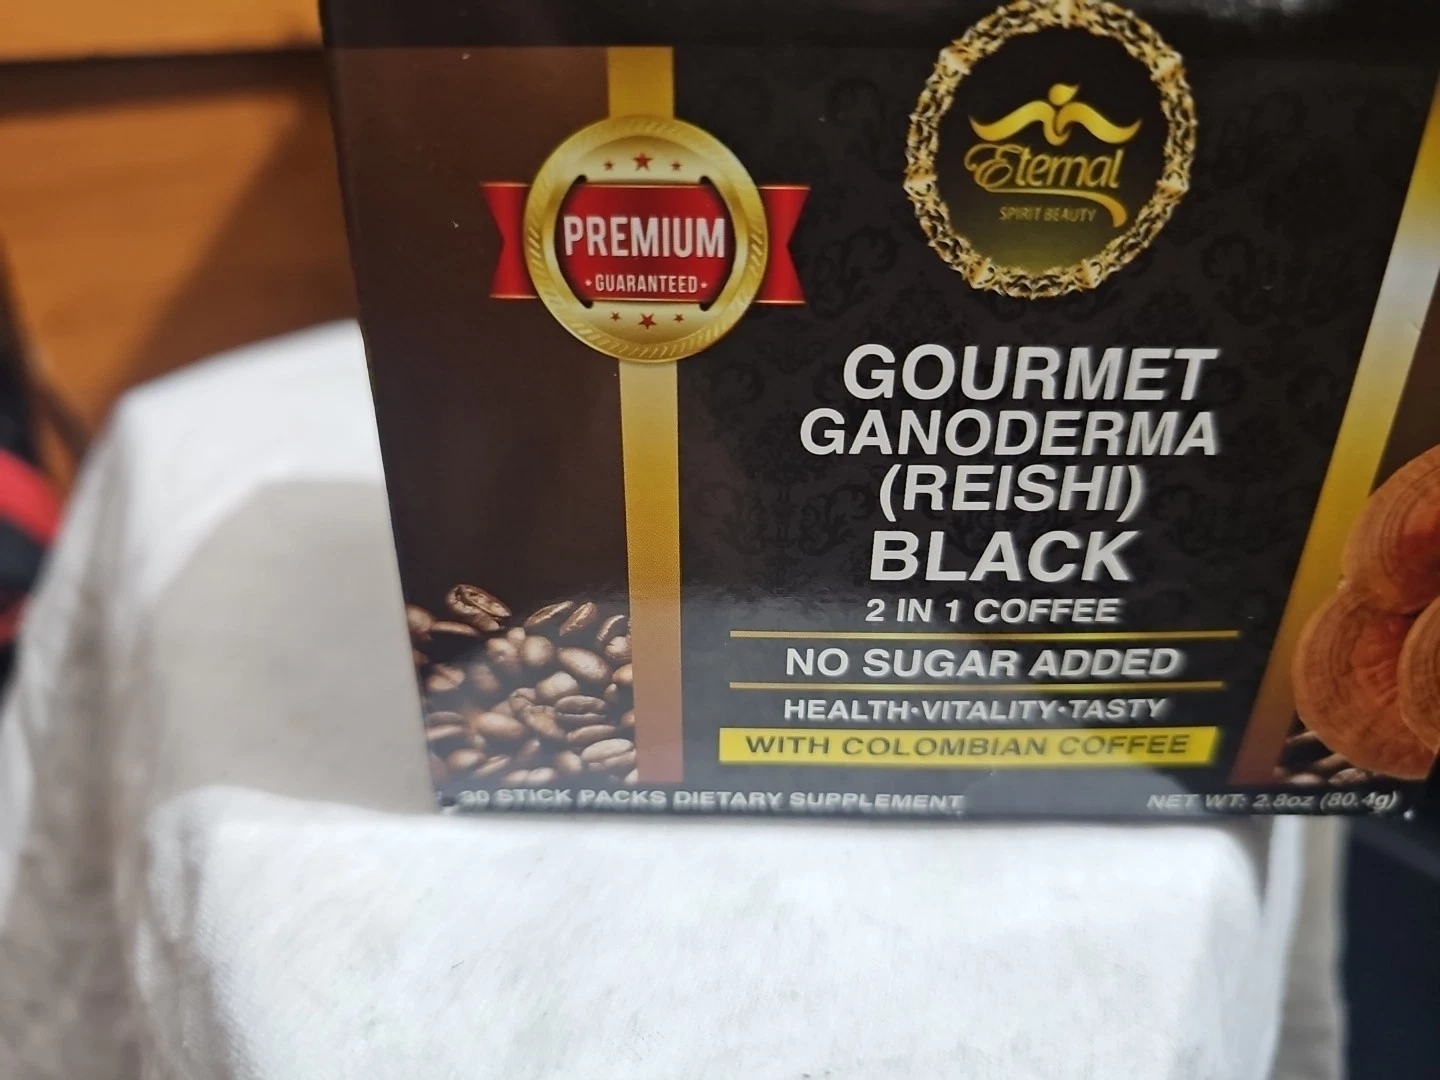 Eternal
SPIRIT BEAUTY
PREMIUM
GUARANTEED
GOURMET
GANODERMA
(REISHI)
BLACK
2 IN 1 COFFEE
NO SUGAR ADDED
HEALTH·VITALITY·TASTY
WITH COLOMBIAN COFFEE
30 STICK PACKS DIETARY SUPPLEMENT
NET WT: 2.8oz (80.4g)